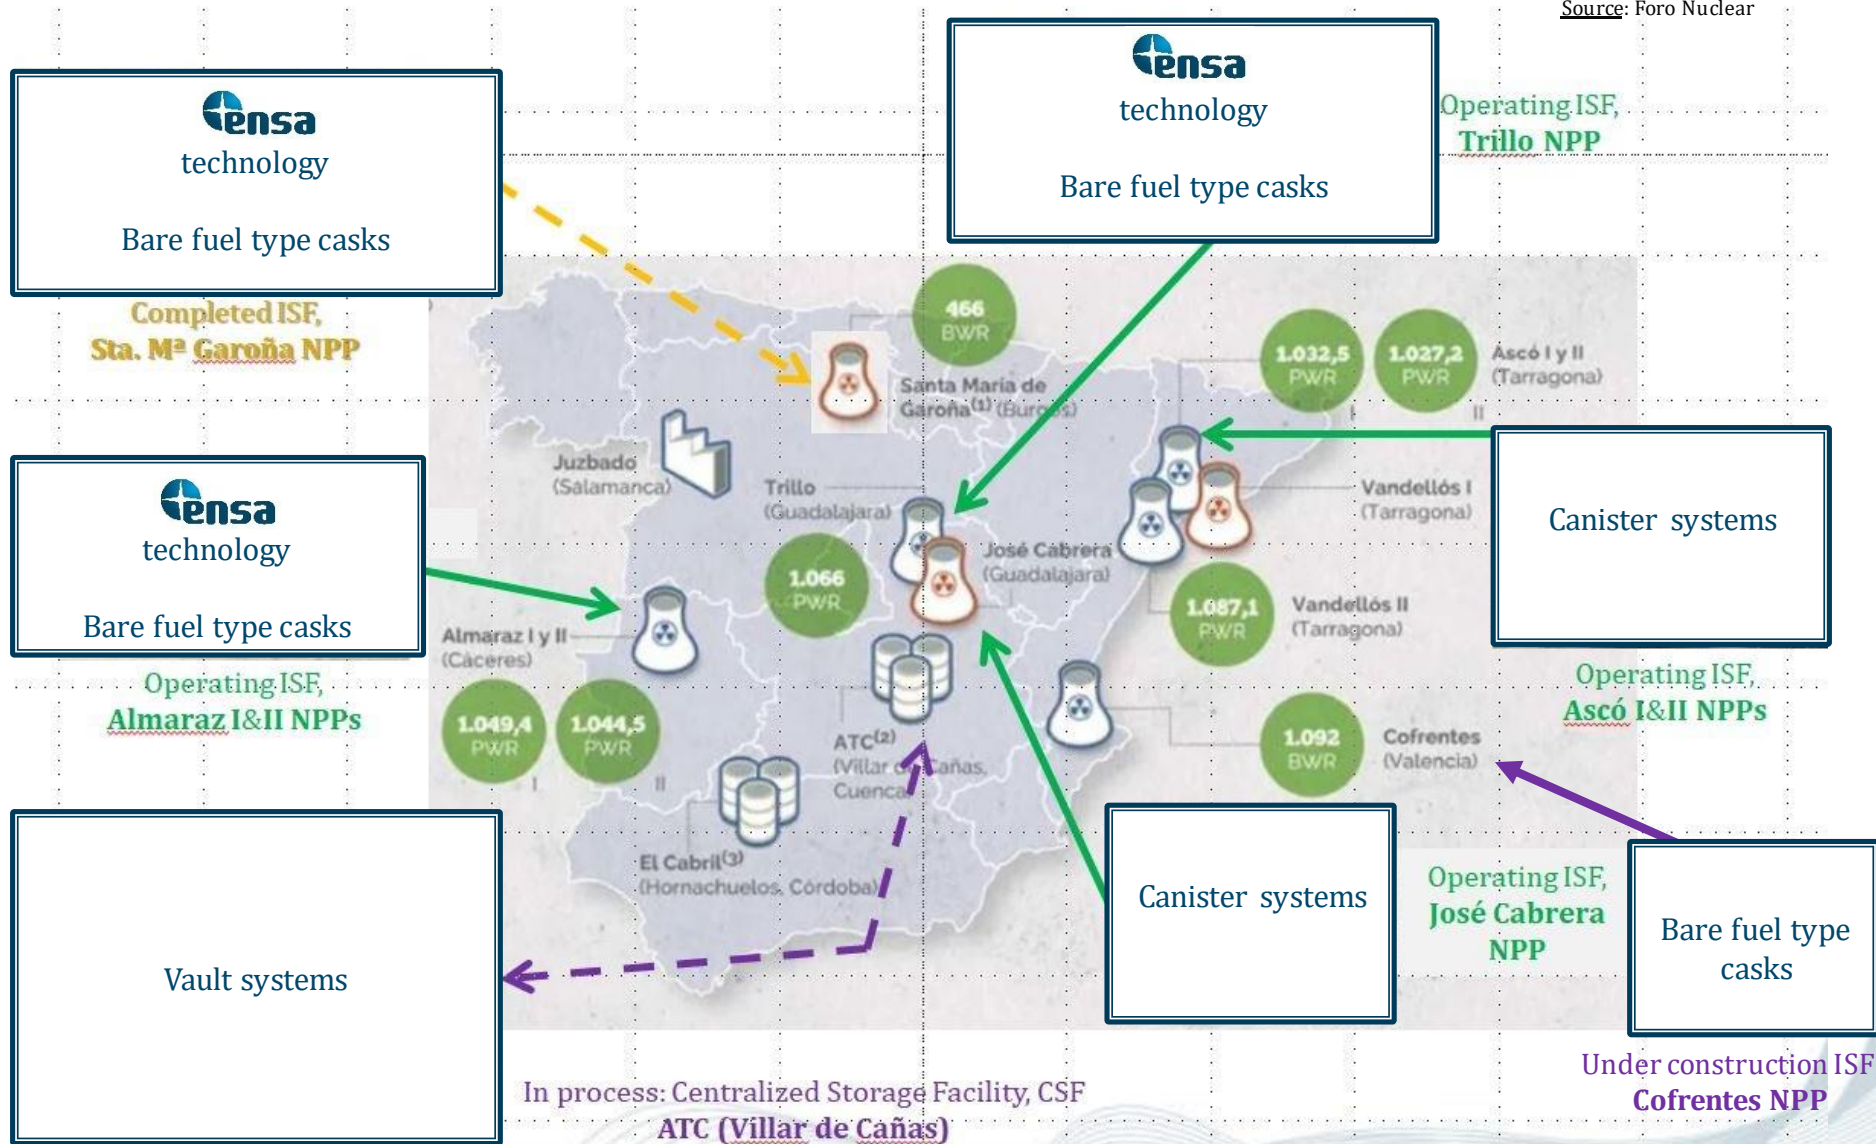 Source: Foro Nuclear
ensa
technology
Bare fuel type casks
Completed ISF,
Sta. Mª Garoña NPP
ensa
technology
Bare fuel type casks
Operating ISF,
Trillo NPP
466
BWR
Santa María de
Garoña(1) (Burgos)
1.032,5
PWR
I
1.027,2
PWR
II
Ascó I y II
(Tarragona)
Juzbado
(Salamanca)
Trillo
(Guadalajara)
1.066
PWR
José Cabrera
(Guadalajara)
Vandellós I
(Tarragona)
1.087,1
PWR
Vandellós II
(Tarragona)
Canister systems
Operating ISF,
Ascó I&II NPPs
ensa
technology
Bare fuel type casks
Operating ISF,
Almaraz I&II NPPs
Almaraz I y II
(Cáceres)
1.049,4
PWR
I
1.044,5
PWR
II
ATC(2)
(Villar de Cañas,
Cuenca)
1.092
BWR
Cofrentes
(Valencia)
El Cabril(3)
(Hornachuelos, Córdoba)
Vault systems
Canister systems
Operating ISF,
José Cabrera
NPP
Bare fuel type
casks
Under construction ISF
Cofrentes NPP
In process: Centralized Storage Facility, CSF
ATC (Villar de Cañas)